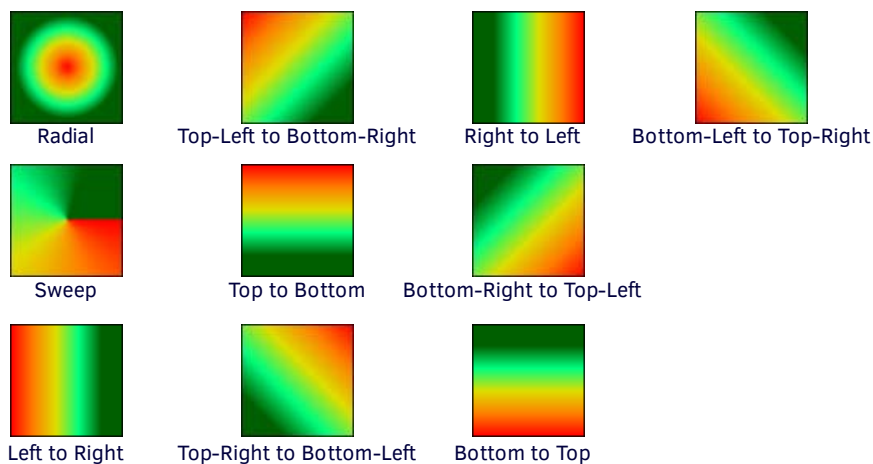 Radial
Top-Left to Bottom-Right
Right to Left
Bottom-Left to Top-Right
Sweep
Top to Bottom
Bottom-Right to Top-Left
Left to Right
Top-Right to Bottom-Left
Bottom to Top